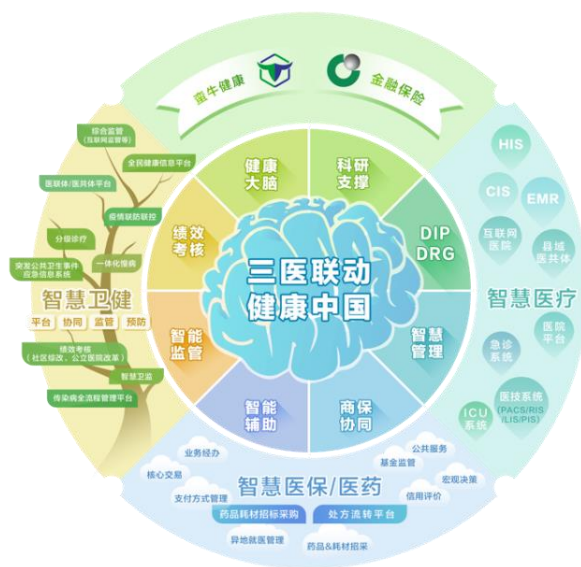 蛮牛健康
金融保险
综合监管
(互联网监管等)
全民健康信息平台
医联体/医共体平台
疫情联防联控
分级诊疗
突发公共卫生事件
应急信息系统
一体化慢病
智慧卫健
平台 协同 监管 预防
绩效考核
(社区综改、公立医院改革)
智慧卫监
传染病全流程管理平台
健康
大脑
科研
支撑
绩效
考核
DIP
DRG
三医联动
健康中国
智能
监管
智慧
管理
智能
辅助
商保
协同
HIS
CIS
EMR
互联网
医院
县域
医共体
智慧医疗
医院
平台
急诊
系统
医技系统
(PACS/RIS
/LIS/PIS)
ICU
系统
业务经办
公共服务
核心交易
基金监管
智慧医保/医药
宏观决策
支付方式管理
信用评价
药品耗材招标采购
处方流转平台
异地就医管理
药品&耗材招采